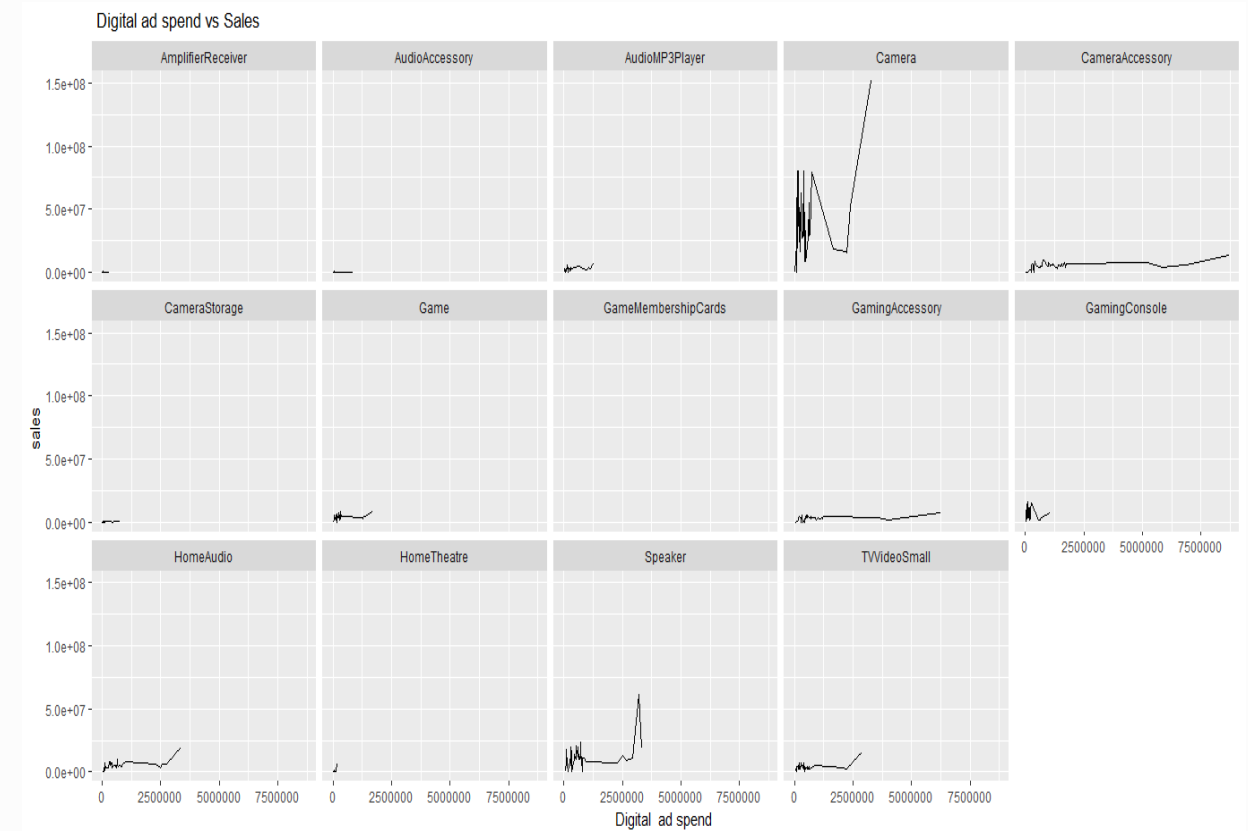 Digital ad spend vs Sales
AmplifierReceiver
AudioAccessory
AudioMP3Player
Camera
CameraAccessory
1.5e+08
1.0e+08
5.0e+07
0.0e+00
CameraStorage
Game
GameMembershipCards
GamingAccessory
GamingConsole
1.5e+08
1.0e+08
5.0e+07
0.0e+00
sales
0 2500000 5000000 7500000
HomeAudio
HomeTheatre
Speaker
TVVideoSmall
1.5e+08
1.0e+08
5.0e+07
0.0e+00
0 2500000 5000000 7500000
0 2500000 5000000 7500000
0 2500000 5000000 7500000
0 2500000 5000000 7500000
Digital ad spend